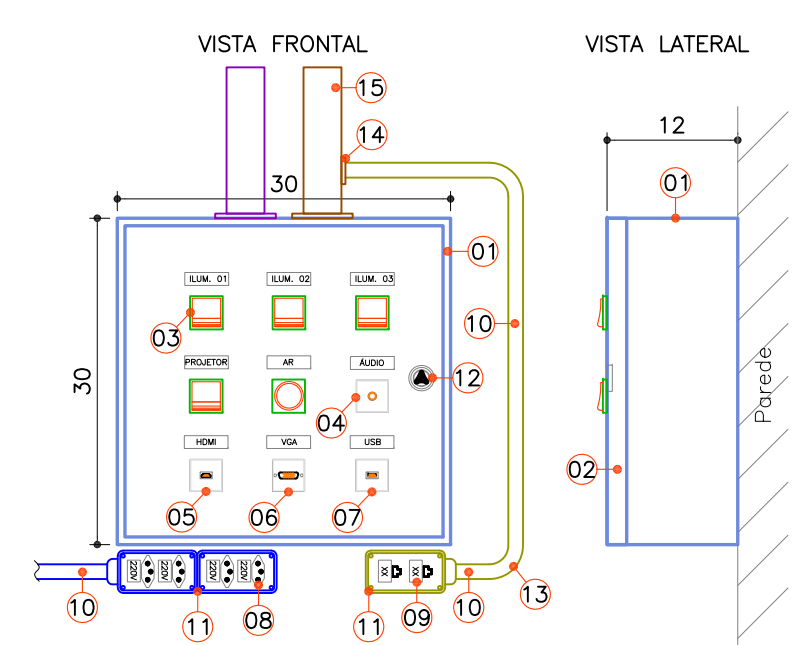 VISTA FRONTAL
VISTA LATERAL
15
14
12
30
01
01
ILUM. 01
ILUM. 02
ILUM. 03
03
10
PROJETOR
AR
ÁUDIO
30
12
Parede
04
HDMI
VGA
USB
02
05
06
07
220V
220V
220V
220V
XX
XX
10
11
08
11
09
10
13